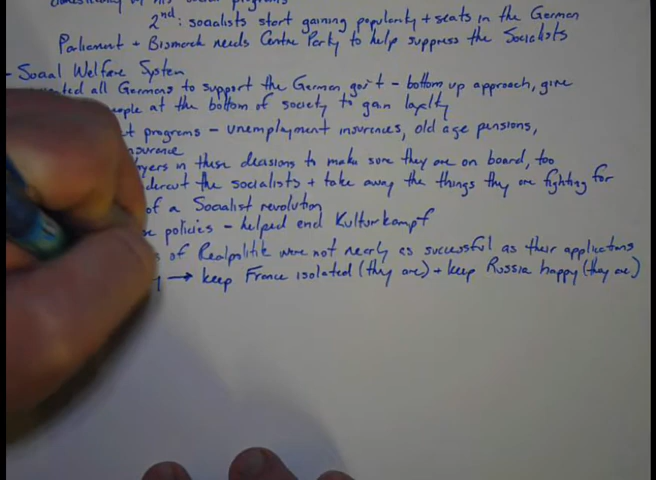 2nd: socialists start gaining popularity + seats in the German
Parliament + Bismarck needs Centre Party to help suppress the Socialists
- Social Welfare System
all Germans to support the German gov't - bottom up approach, give
people at the bottom of society to gain loyalty
programs - unemployment insurances, old age pensions,
in these decisions to make sure they are on board, too
the socialists + take away the things they are fighting for
of a Socialist revolution
policies - helped end Kulturkampf
of Realpolitik were not nearly as successful as their applications
→ keep France isolated (they are) + keep Russia happy (they are)